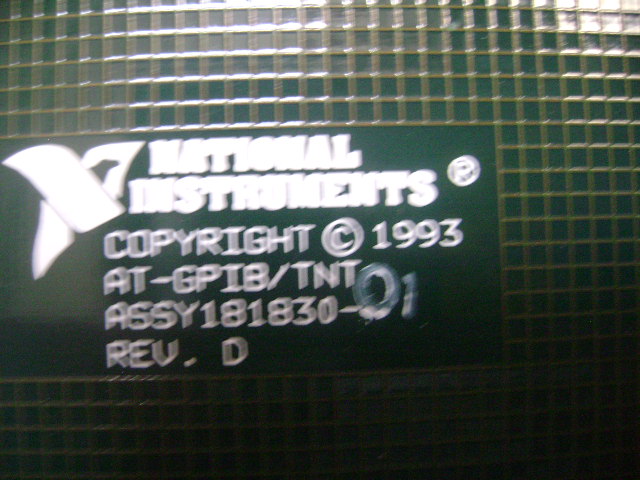 NATIONAL
INSTRUMENTS ®
COPYRIGHT © 1993
AT-GPIB/TNT
ASSY181830-01
REV. D